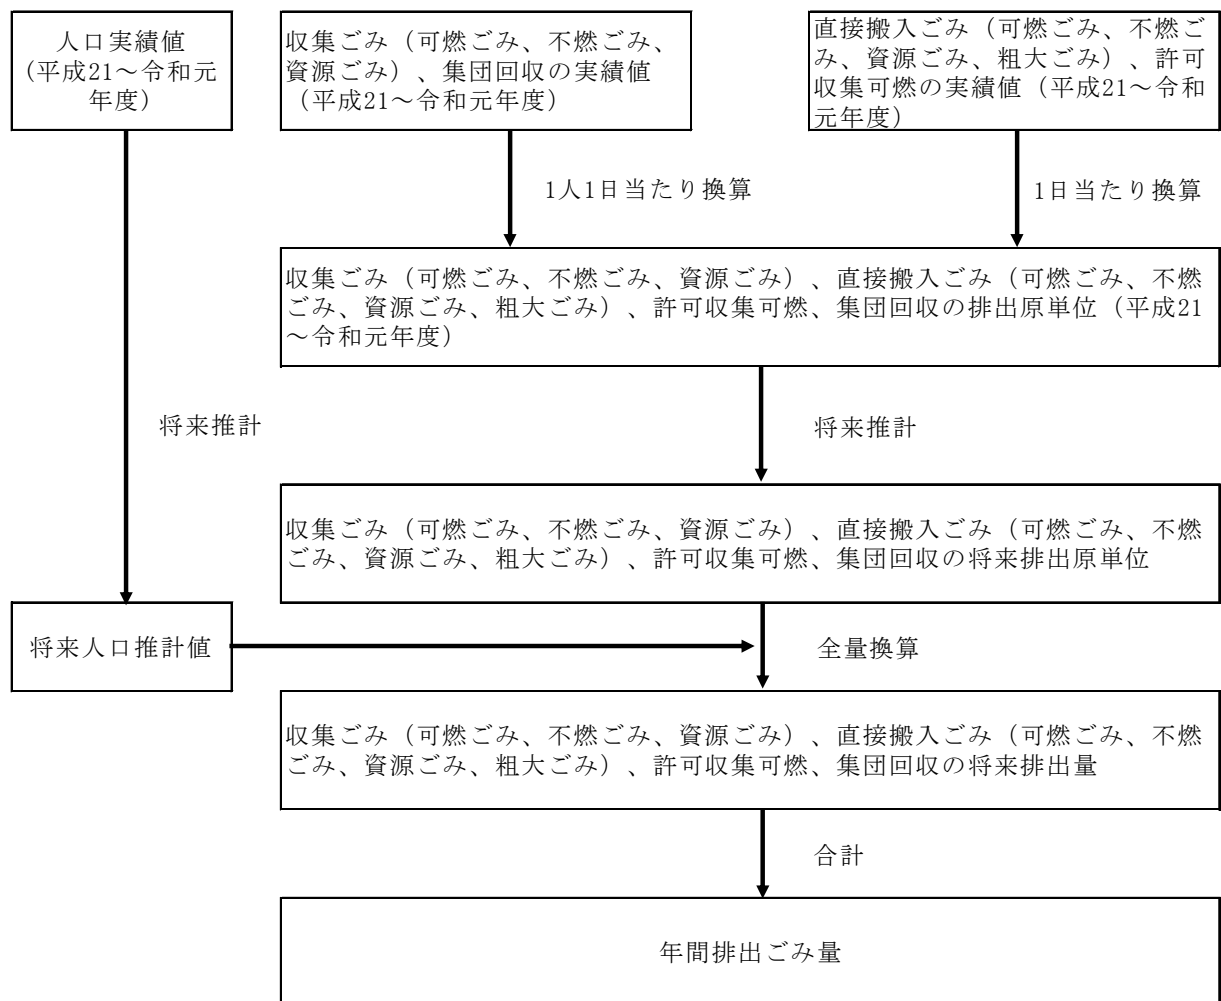 人口実績値
(平成21～令和元
年度)
収集ごみ（可燃ごみ、不燃ごみ、
資源ごみ）、集団回収の実績値
（平成21～令和元年度）
直接搬入ごみ（可燃ごみ、不燃ご
み、資源ごみ、粗大ごみ）、許可
収集可燃の実績値（平成21～令和
元年度）
1人1日当たり換算
1日当たり換算
収集ごみ（可燃ごみ、不燃ごみ、資源ごみ）、直接搬入ごみ（可燃ごみ、不燃
ごみ、資源ごみ、粗大ごみ）、許可収集可燃、集団回収の排出原単位（平成21
～令和元年度）
将来推計
将来推計
収集ごみ（可燃ごみ、不燃ごみ、資源ごみ）、直接搬入ごみ（可燃ごみ、不燃
ごみ、資源ごみ、粗大ごみ）、許可収集可燃、集団回収の将来排出原単位
将来人口推計値
全量換算
収集ごみ（可燃ごみ、不燃ごみ、資源ごみ）、直接搬入ごみ（可燃ごみ、不燃
ごみ、資源ごみ、粗大ごみ）、許可収集可燃、集団回収の将来排出量
合計
年間排出ごみ量